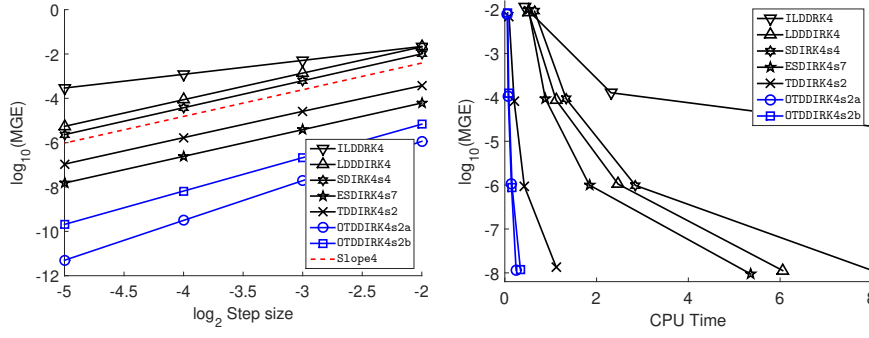 0
-2
-4
-6
-8
-10
-12
log10(MGE)
-5
-4.5
-4
-3.5
-3
-2.5
-2
log2 Step size
ILDDRK4
LDDDIRK4
SDIRK4s4
ESDIRK4s7
TDDIRK4s2
OTDDIRK4s2a
OTDDIRK4s2b
Slope4
-2
-3
-4
-5
-6
-7
-8
log10(MGE)
0
2
4
6
8
CPU Time
ILDDRK4
LDDDIRK4
SDIRK4s4
ESDIRK4s7
TDDIRK4s2
OTDDIRK4s2a
OTDDIRK4s2b